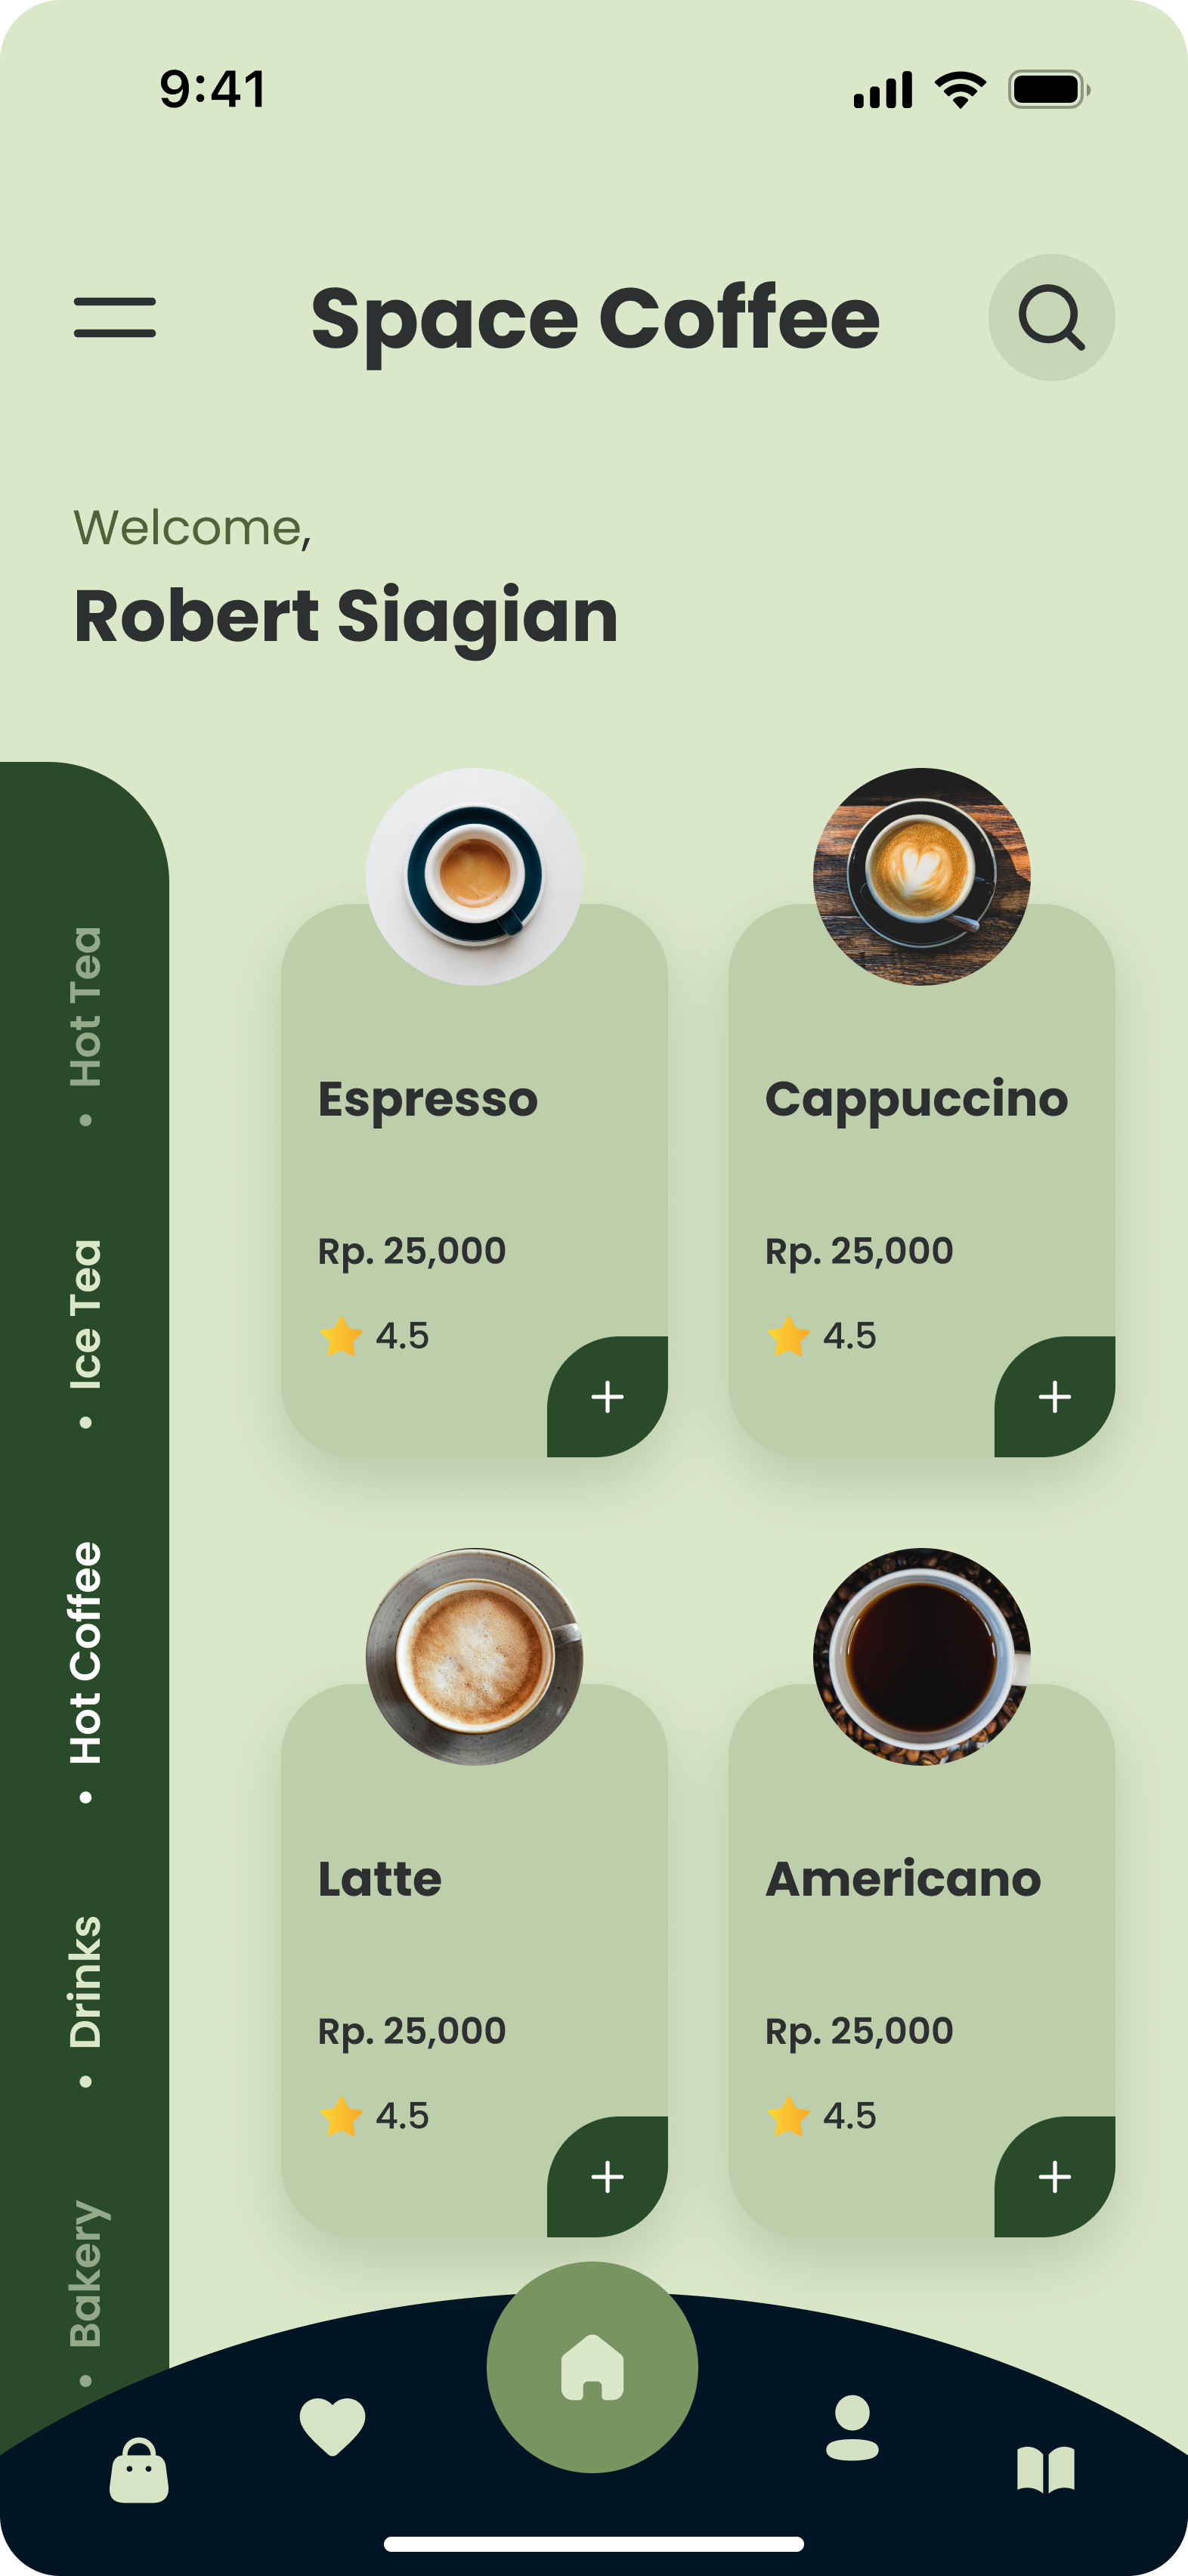 9:41
Space Coffee
Welcome,
Robert Siagian
• Hot Tea
• Ice Tea
• Hot Coffee
• Drinks
• Bakery
Espresso
Rp. 25,000
4.5
Cappuccino
Rp. 25,000
4.5
Latte
Rp. 25,000
4.5
Americano
Rp. 25,000
4.5